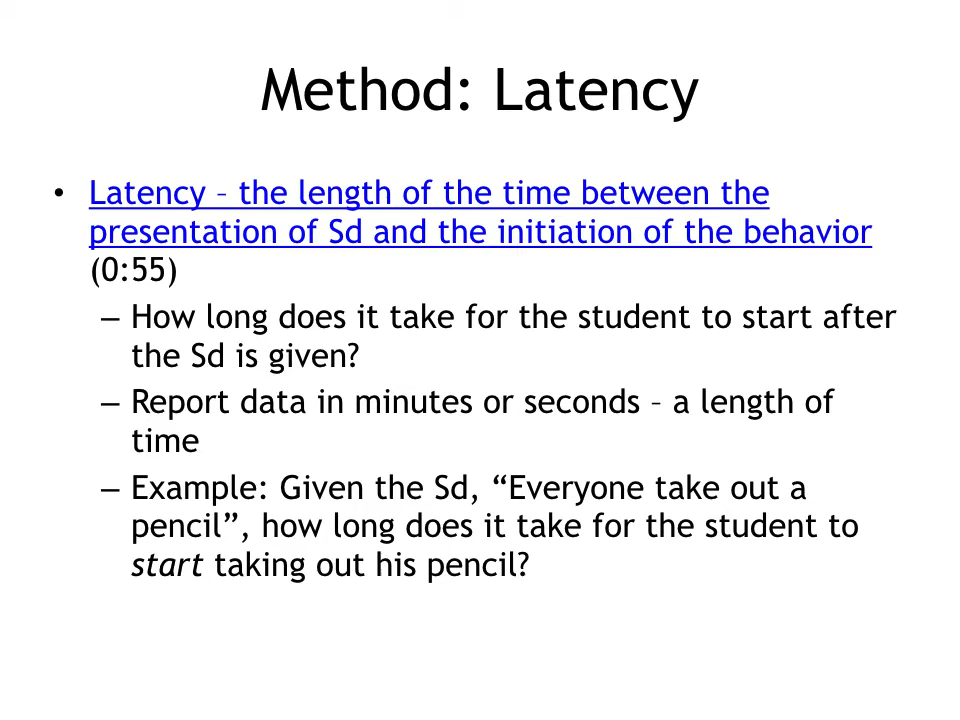 Method: Latency
• Latency – the length of the time between the
presentation of Sd and the initiation of the behavior
(0:55)
– How long does it take for the student to start after
the Sd is given?
– Report data in minutes or seconds – a length of
time
– Example: Given the Sd, “Everyone take out a
pencil”, how long does it take for the student to
start taking out his pencil?